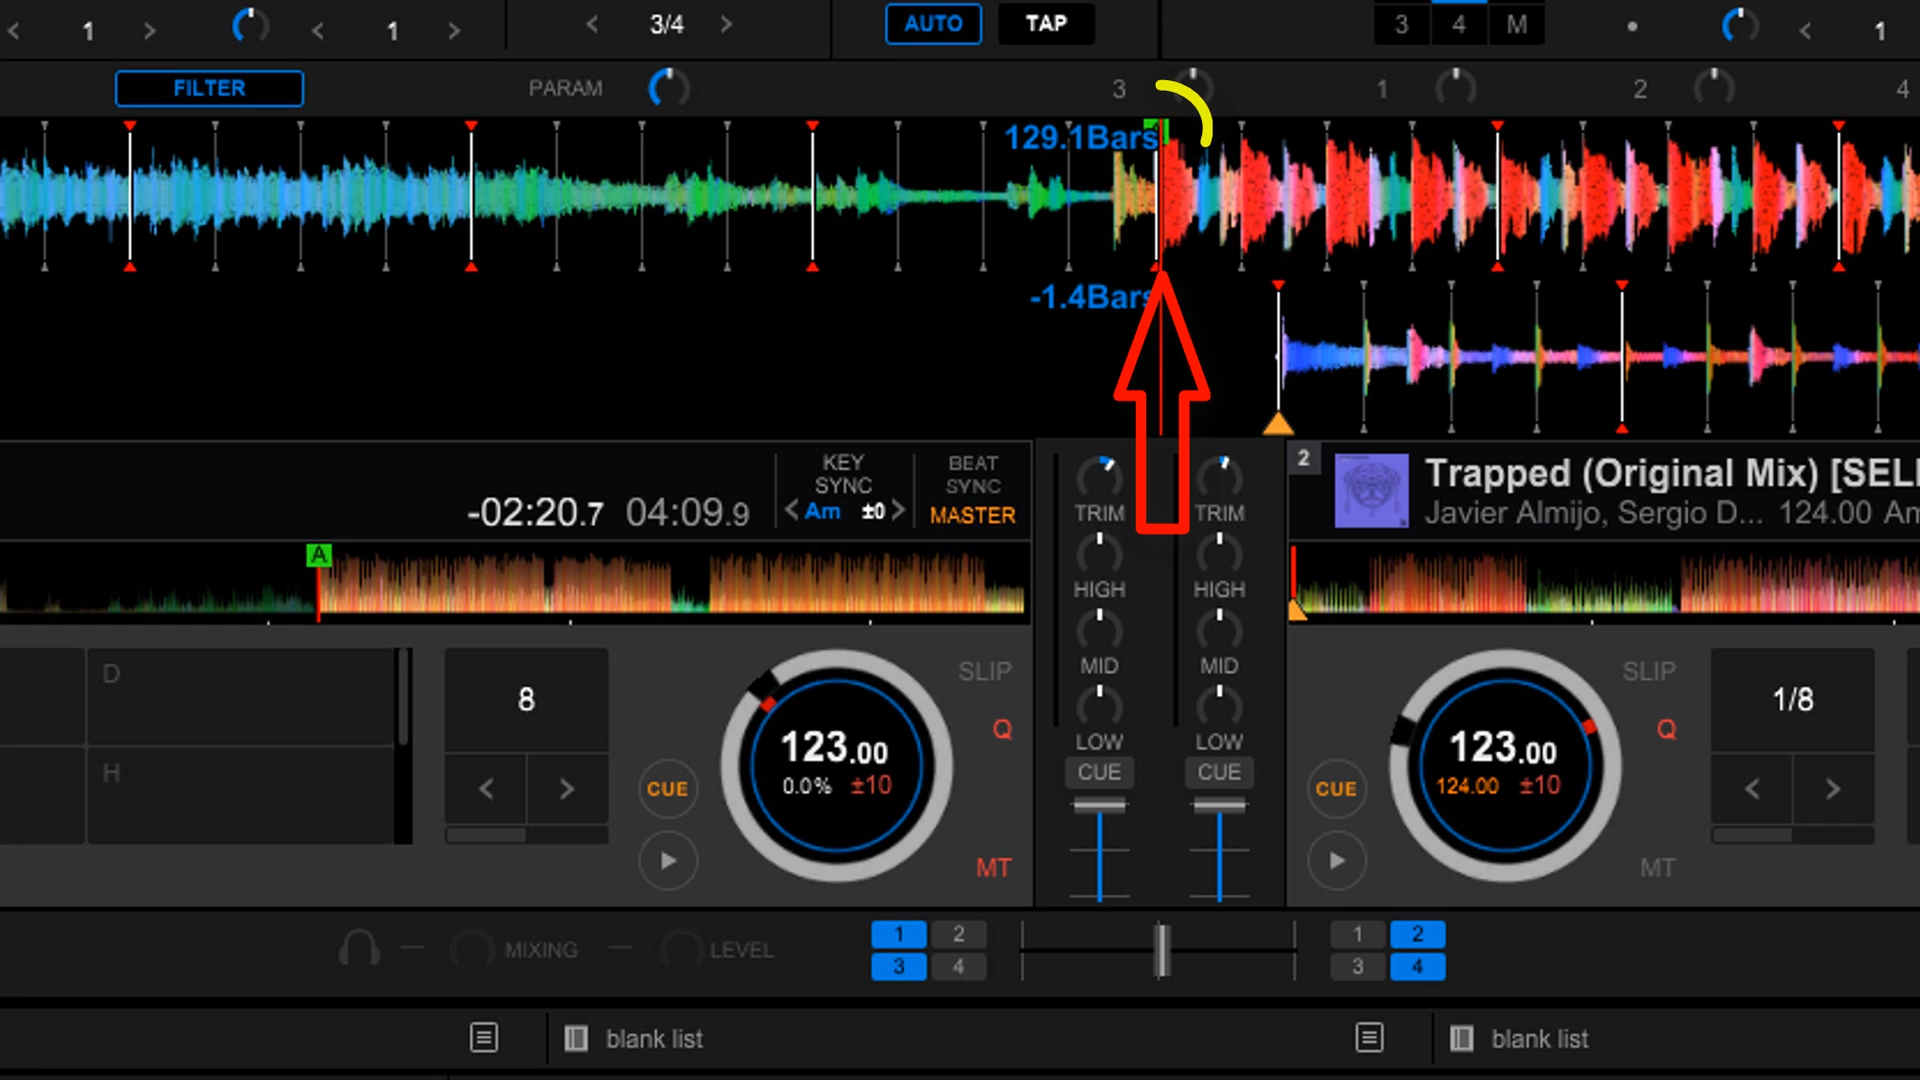 < 1 >
< 1 >
< 3/4 >
AUTO
TAP
3 4 M
< 1
FILTER
PARAM
3
1
2
4
129.1Bars
-1.4Bars
-02:20.7 04:09.9
KEY
SYNC
< Am ±0 >
BEAT
SYNC
MASTER
TRIM
HIGH
MID
LOW
CUE
TRIM
HIGH
MID
LOW
CUE
2
Trapped (Original Mix) [SEL
Javier Almijo, Sergio D... 124.00
A
D
H
8
< >
CUE
123.00
0.0% ±10
SLIP
Q
MT
CUE
123.00
124.00 ±10
SLIP
Q
MT
1/8
< >
MIXING
LEVEL
1 2
3 4
1 2
3 4
blank list
blank list